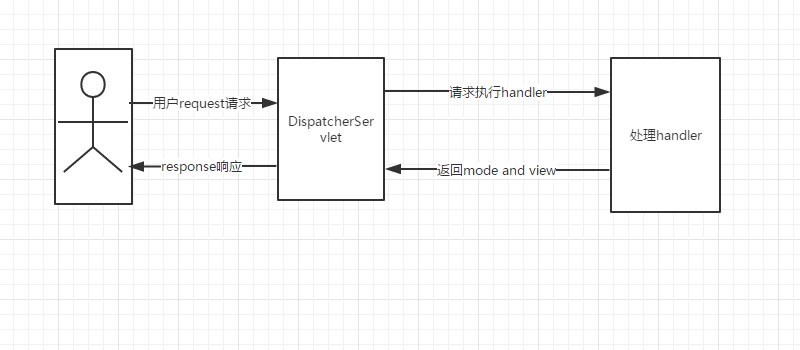 用户request请求
DispatcherSer
vlet
请求执行handler
处理handler
response响应
返回mode and view